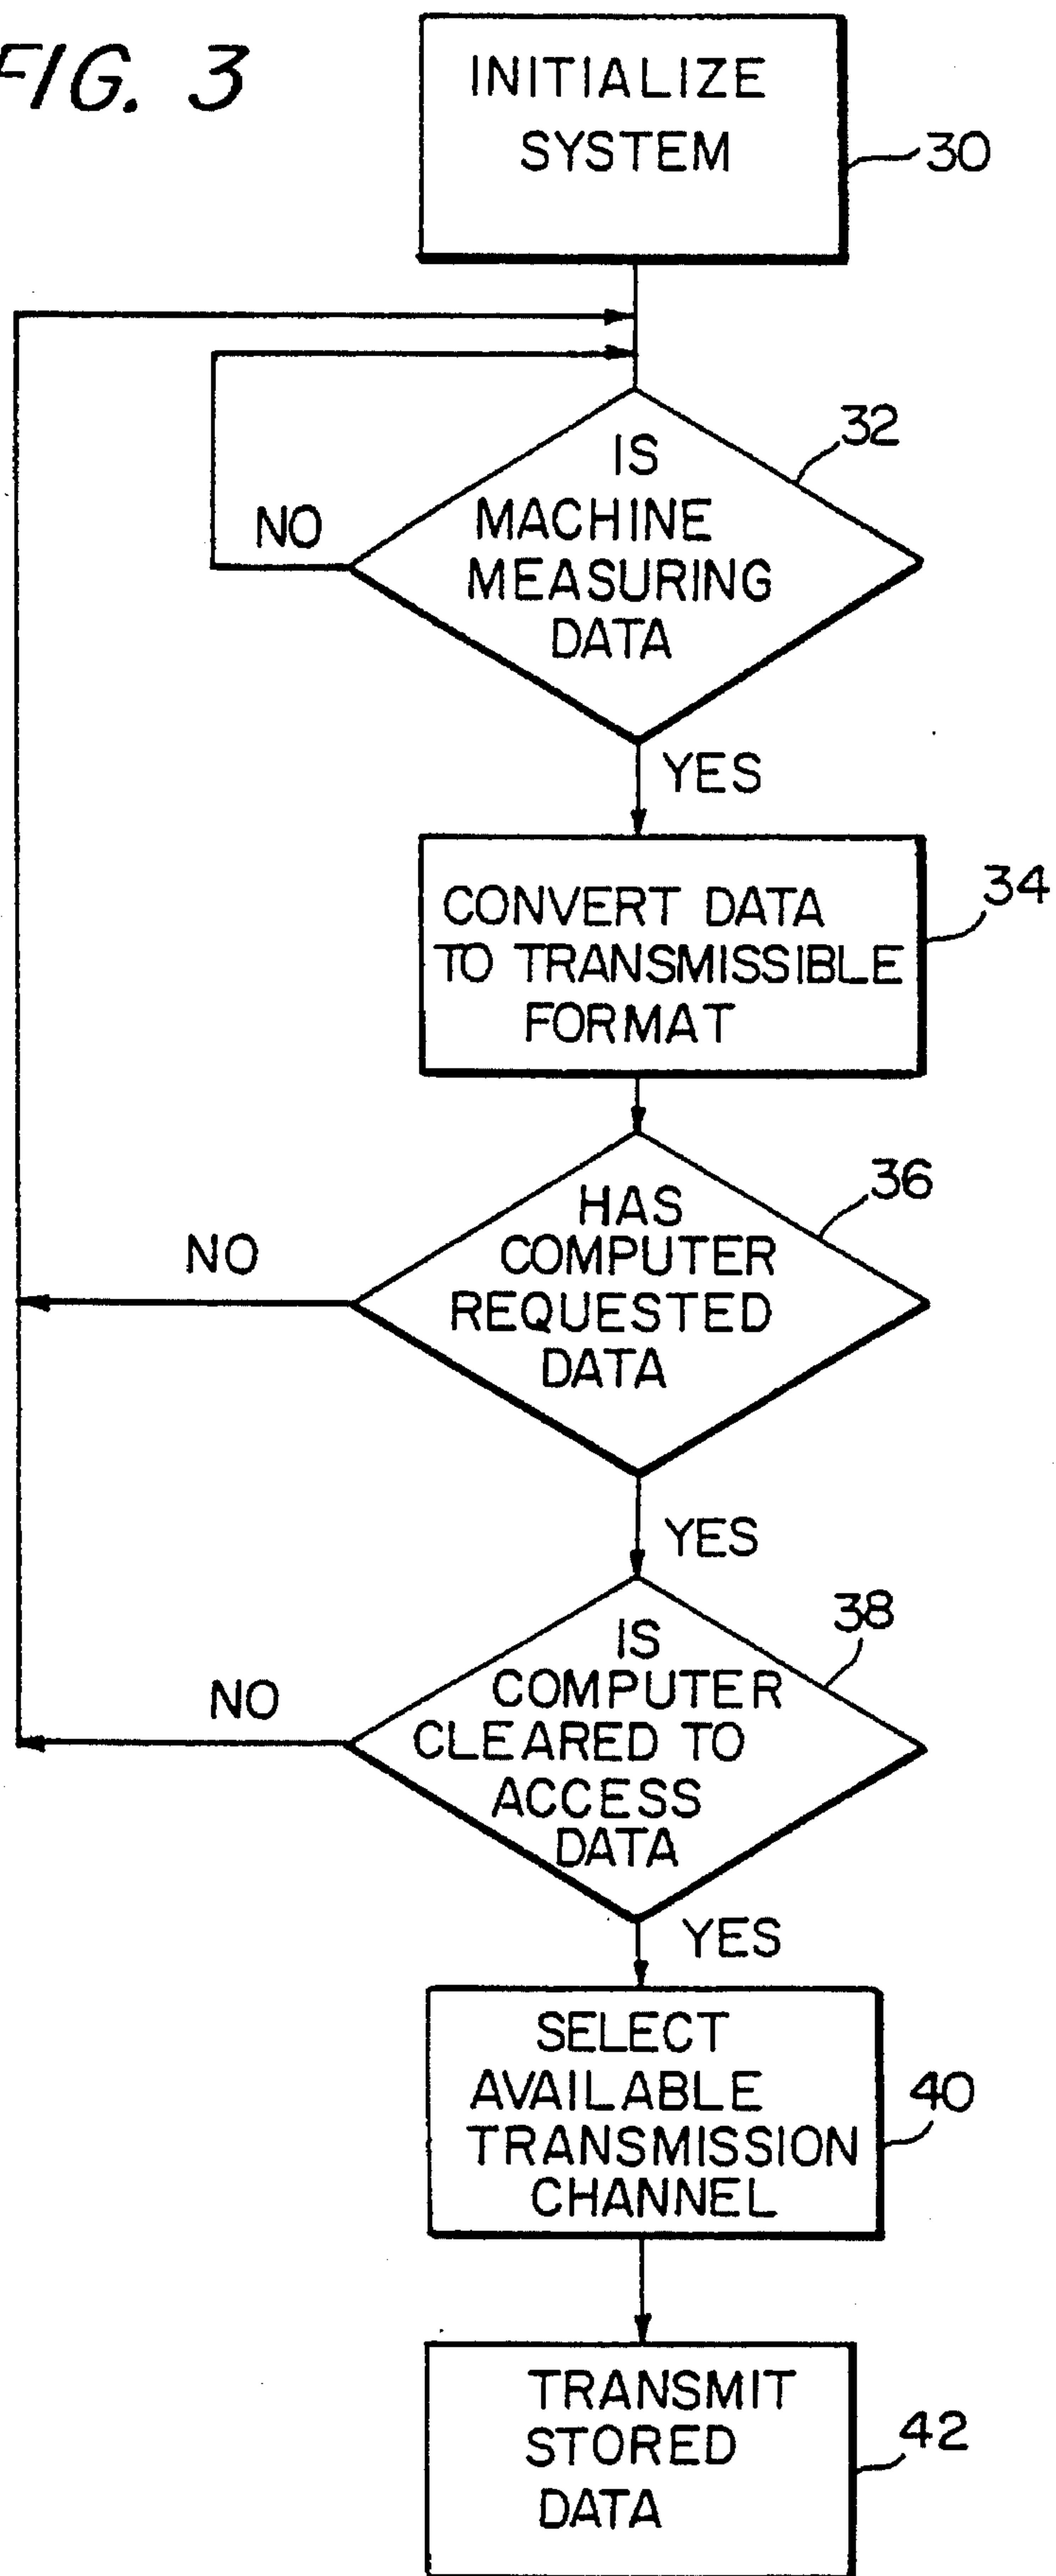 FIG. 3
INITIALIZE
SYSTEM
30
32
IS
MACHINE
MEASURING
DATA
NO
YES
34
CONVERT DATA
TO TRANSMISSIBLE
FORMAT
36
HAS
COMPUTER
REQUESTED
DATA
NO
YES
38
IS
COMPUTER
CLEARED TO
ACCESS
DATA
NO
YES
SELECT
AVAILABLE
TRANSMISSION
CHANNEL
40
TRANSMIT
STORED
DATA
42